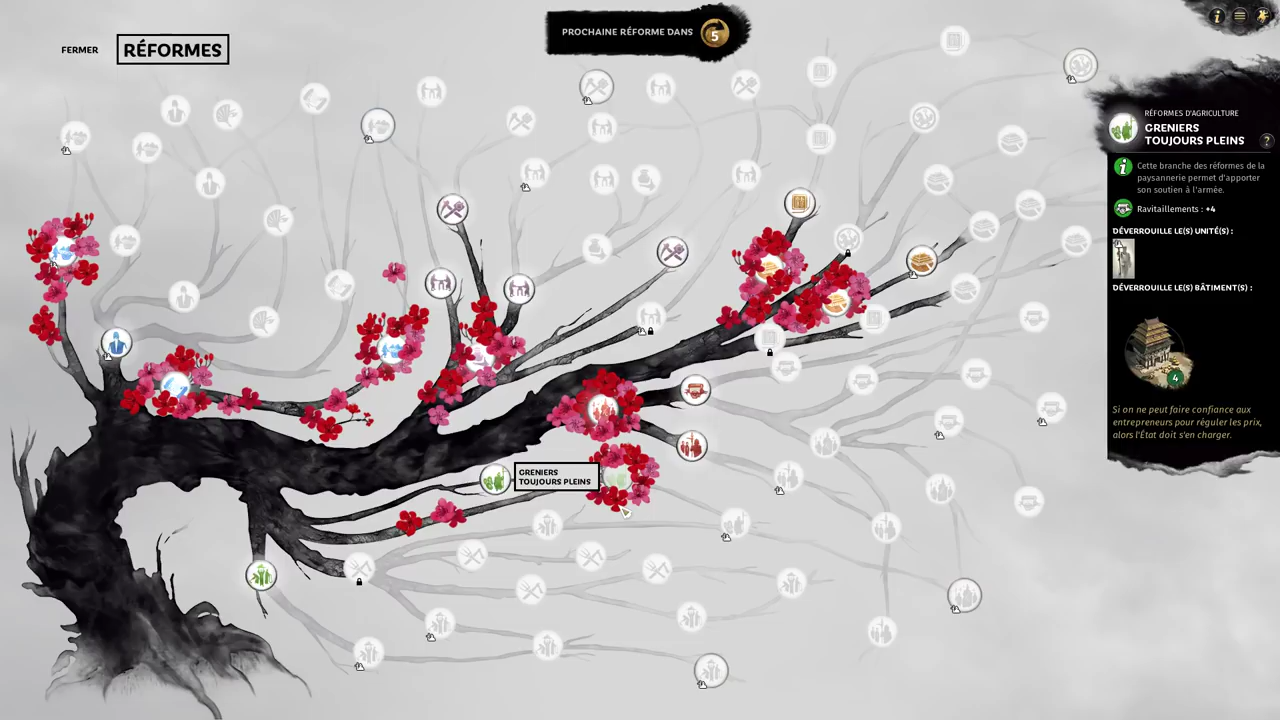 FERMER
RÉFORMES
PROCHAINE RÉFORME DANS
5
RÉFORMES D'AGRICULTURE
GRENIERS
TOUJOURS PLEINS
?
Cette branche des réformes de la
paysannerie permet d'apporter
son soutien à l'armée.
Ravitaillements : +4
DÉVERROUILLE LE(S) UNITÉ(S) :
DÉVERROUILLE LE(S) BÂTIMENT(S) :
4
Si on ne peut faire confiance aux
entrepreneurs pour réguler les prix,
alors l'État doit s'en charger.
GRENIERS
TOUJOURS PLEINS